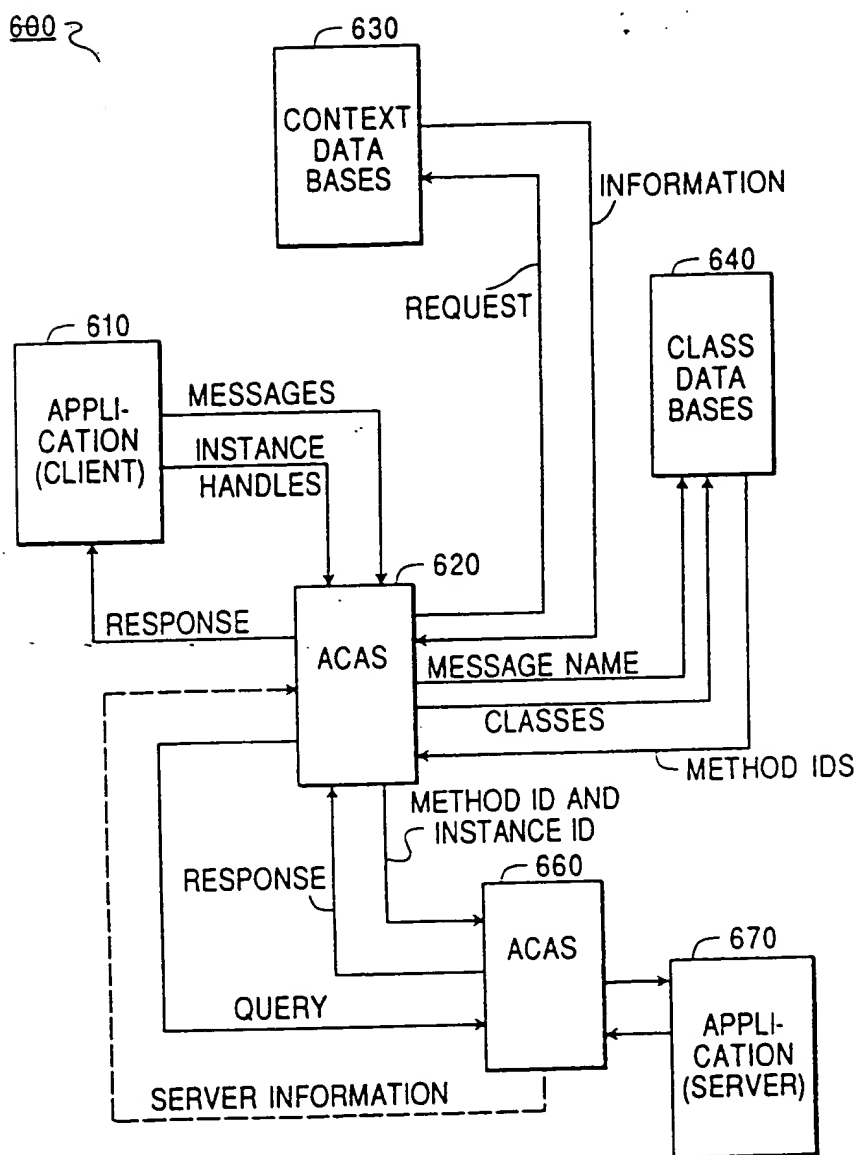 600
630
CONTEXT
DATA
BASES
INFORMATION
REQUEST
640
CLASS
DATA
BASES
610
APPLI-
CATION
(CLIENT)
MESSAGES
INSTANCE
HANDLES
620
RESPONSE
ACAS
MESSAGE NAME
CLASSES
METHOD IDS
METHOD ID AND
INSTANCE ID
RESPONSE
660
ACAS
670
QUERY
APPLI-
CATION
(SERVER)
SERVER INFORMATION